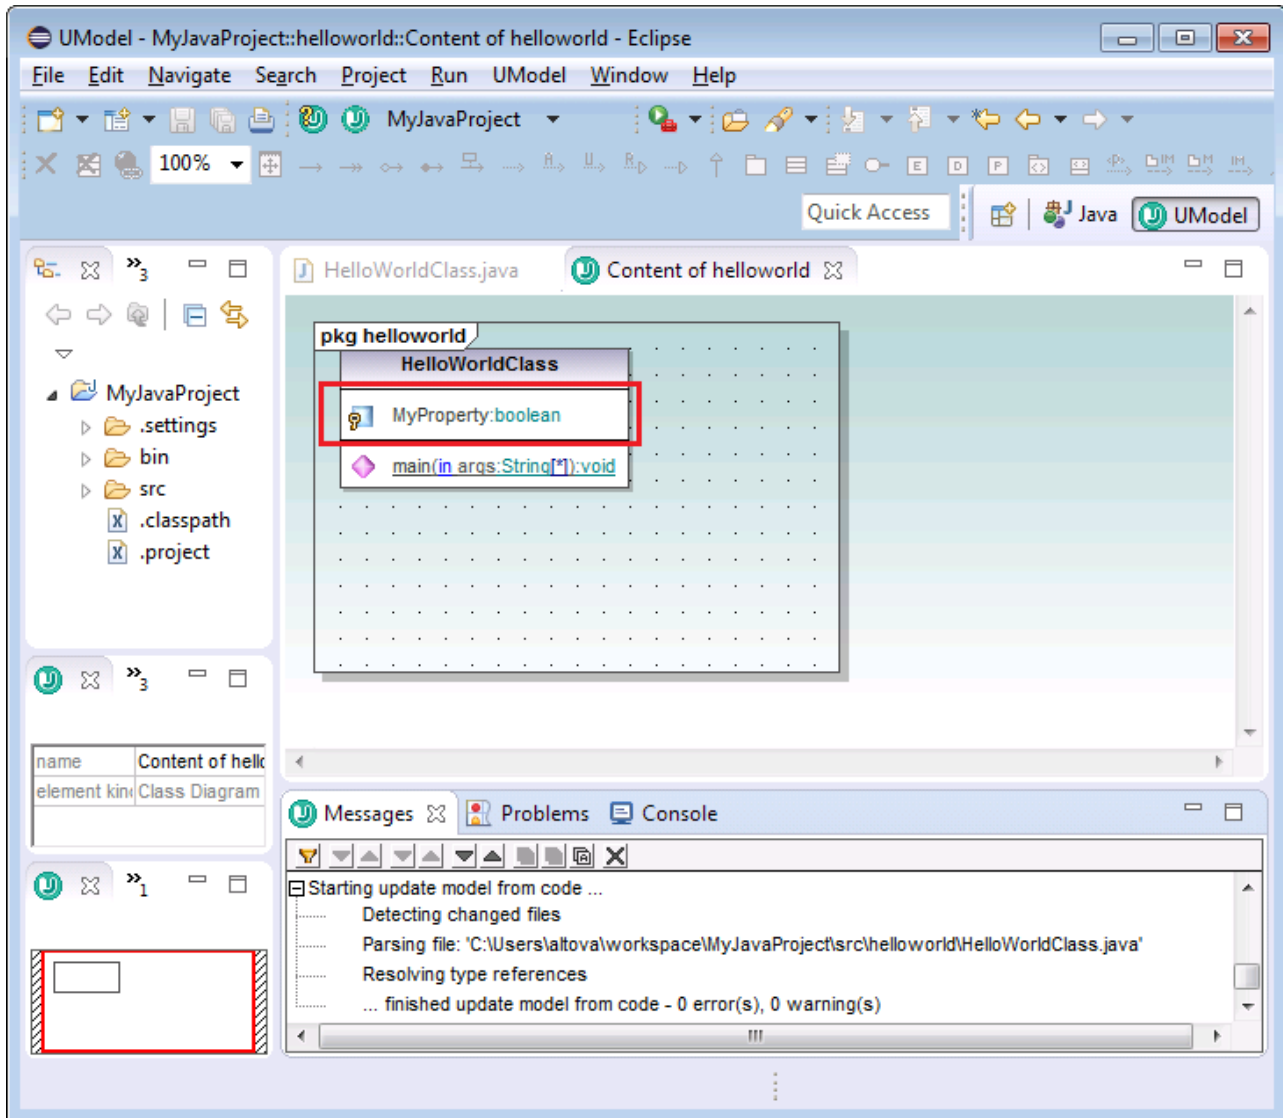 UModel - MyJavaProject::helloworld::Content of helloworld - Eclipse
File Edit Navigate Search Project Run UModel Window Help
MyJavaProject
100%
Quick Access Java UModel
3
HelloWorldClass.java Content of helloworld
pkg helloworld
HelloWorldClass
MyProperty:boolean
main(in args:String[*]):void
MyJavaProject
.settings
bin
src
.classpath
.project
3
name Content of hello
element kin Class Diagram
Messages Problems Console
1
Starting update model from code ...
Detecting changed files
Parsing file: 'C:\Users\altova\workspace\MyJavaProject\src\helloworld\HelloWorldClass.java'
Resolving type references
... finished update model from code - 0 error(s), 0 warning(s)